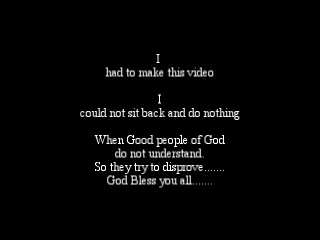 I
had to make this video
I
could not sit back and do nothing
When Good people of God
do not understand.
So they try to disprove.......
God Bless you all.......